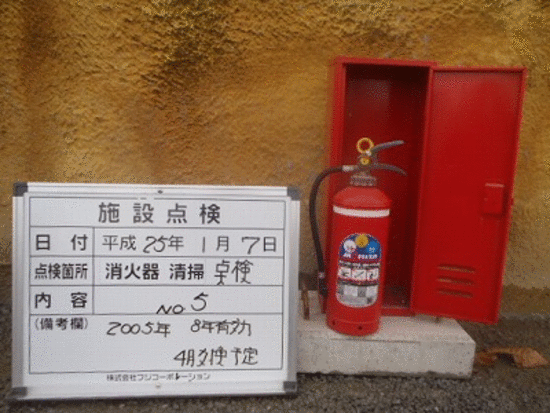 施設点検
日付 平成25年 1月7日
点検箇所 消火器 清掃 点検
内容 NO 5
(備考欄) 2005年 8年有効
4月交換予定
株式会社フジコーポレーション